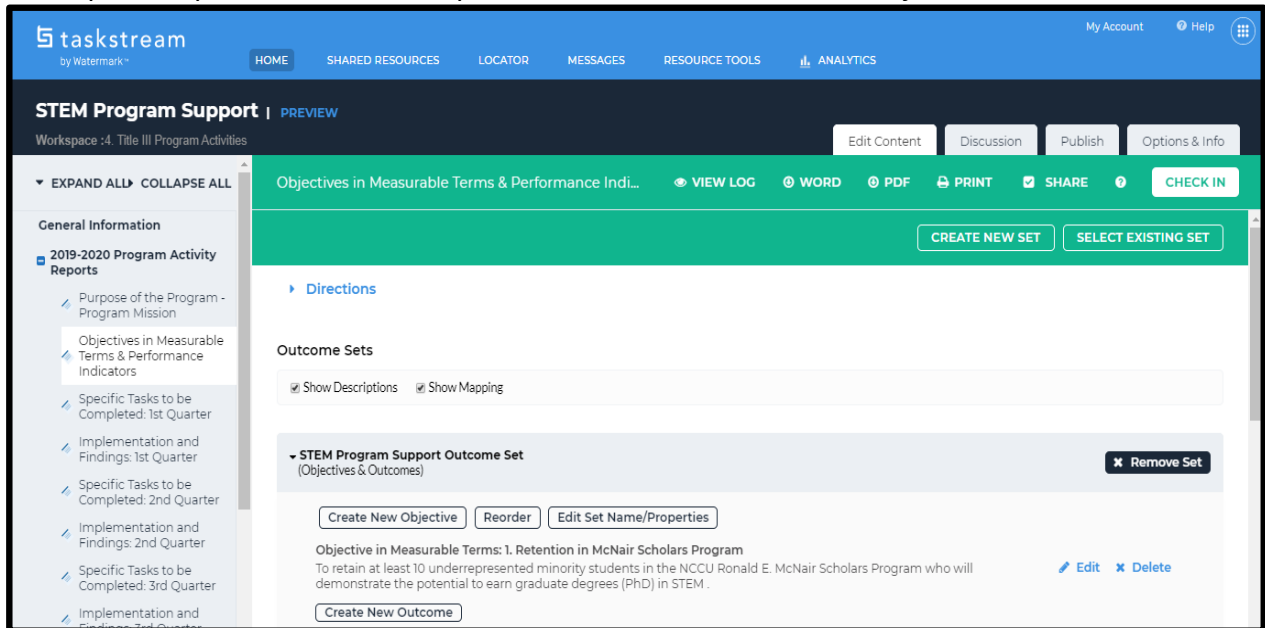 taskstream
by Watermark™
My Account
Help
HOME
SHARED RESOURCES
LOCATOR
MESSAGES
RESOURCE TOOLS
ANALYTICS
STEM Program Support | PREVIEW
Workspace :4. Title III Program Activities
Edit Content
Discussion
Publish
Options & Info
EXPAND ALL
COLLAPSE ALL
General Information
2019-2020 Program Activity
Reports
Purpose of the Program -
Program Mission
Objectives in Measurable
Terms & Performance
Indicators
Specific Tasks to be
Completed: 1st Quarter
Implementation and
Findings: 1st Quarter
Specific Tasks to be
Completed: 2nd Quarter
Implementation and
Findings: 2nd Quarter
Specific Tasks to be
Completed: 3rd Quarter
Implementation and
Objectives in Measurable Terms & Performance Indi...
VIEW LOG
WORD
PDF
PRINT
SHARE
?
CHECK IN
CREATE NEW SET
SELECT EXISTING SET
Directions
Outcome Sets
Show Descriptions
Show Mapping
STEM Program Support Outcome Set
(Objectives & Outcomes)
Remove Set
Create New Objective
Reorder
Edit Set Name/Properties
Objective in Measurable Terms: 1. Retention in McNair Scholars Program
To retain at least 10 underrepresented minority students in the NCCU Ronald E. McNair Scholars Program who will
demonstrate the potential to earn graduate degrees (PhD) in STEM .
Edit
Delete
Create New Outcome